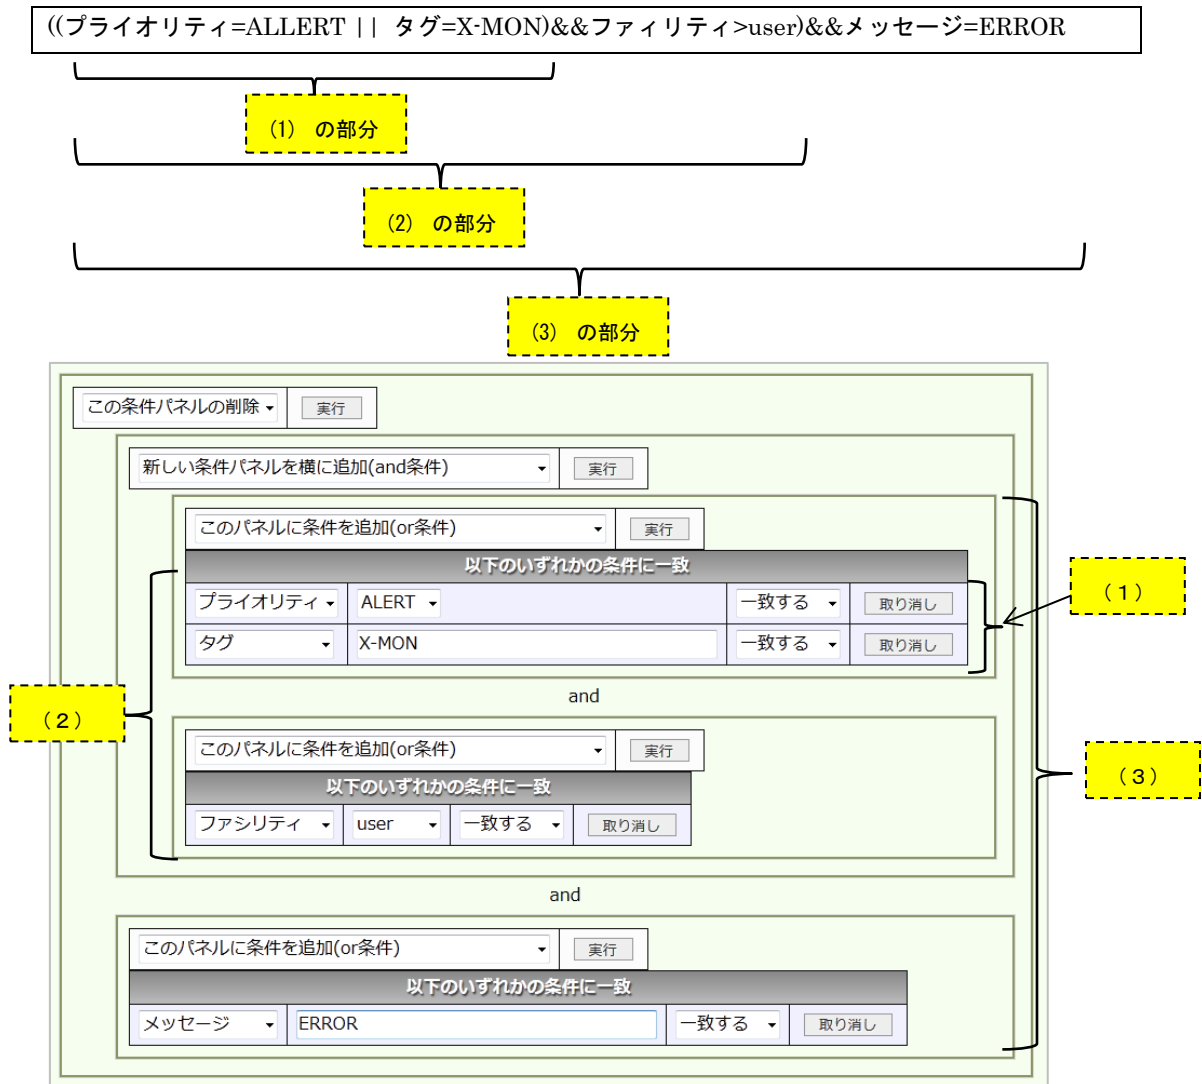 ((プライオリティ=ALLERT || タグ=X-MON)&&ファィリティ>user)&&メッセージ=ERROR
(1) の部分
(2) の部分
(3) の部分
この条件パネルの削除 実行
新しい条件パネルを横に追加(and条件) 実行
このパネルに条件を追加(or条件) 実行
以下のいずれかの条件に一致
プライオリティ ALERT 一致する 取り消し
(1)
タグ X-MON 一致する 取り消し
and
(2)
このパネルに条件を追加(or条件) 実行
(3)
以下のいずれかの条件に一致
ファシリティ user 一致する 取り消し
and
このパネルに条件を追加(or条件) 実行
以下のいずれかの条件に一致
メッセージ ERROR 一致する 取り消し